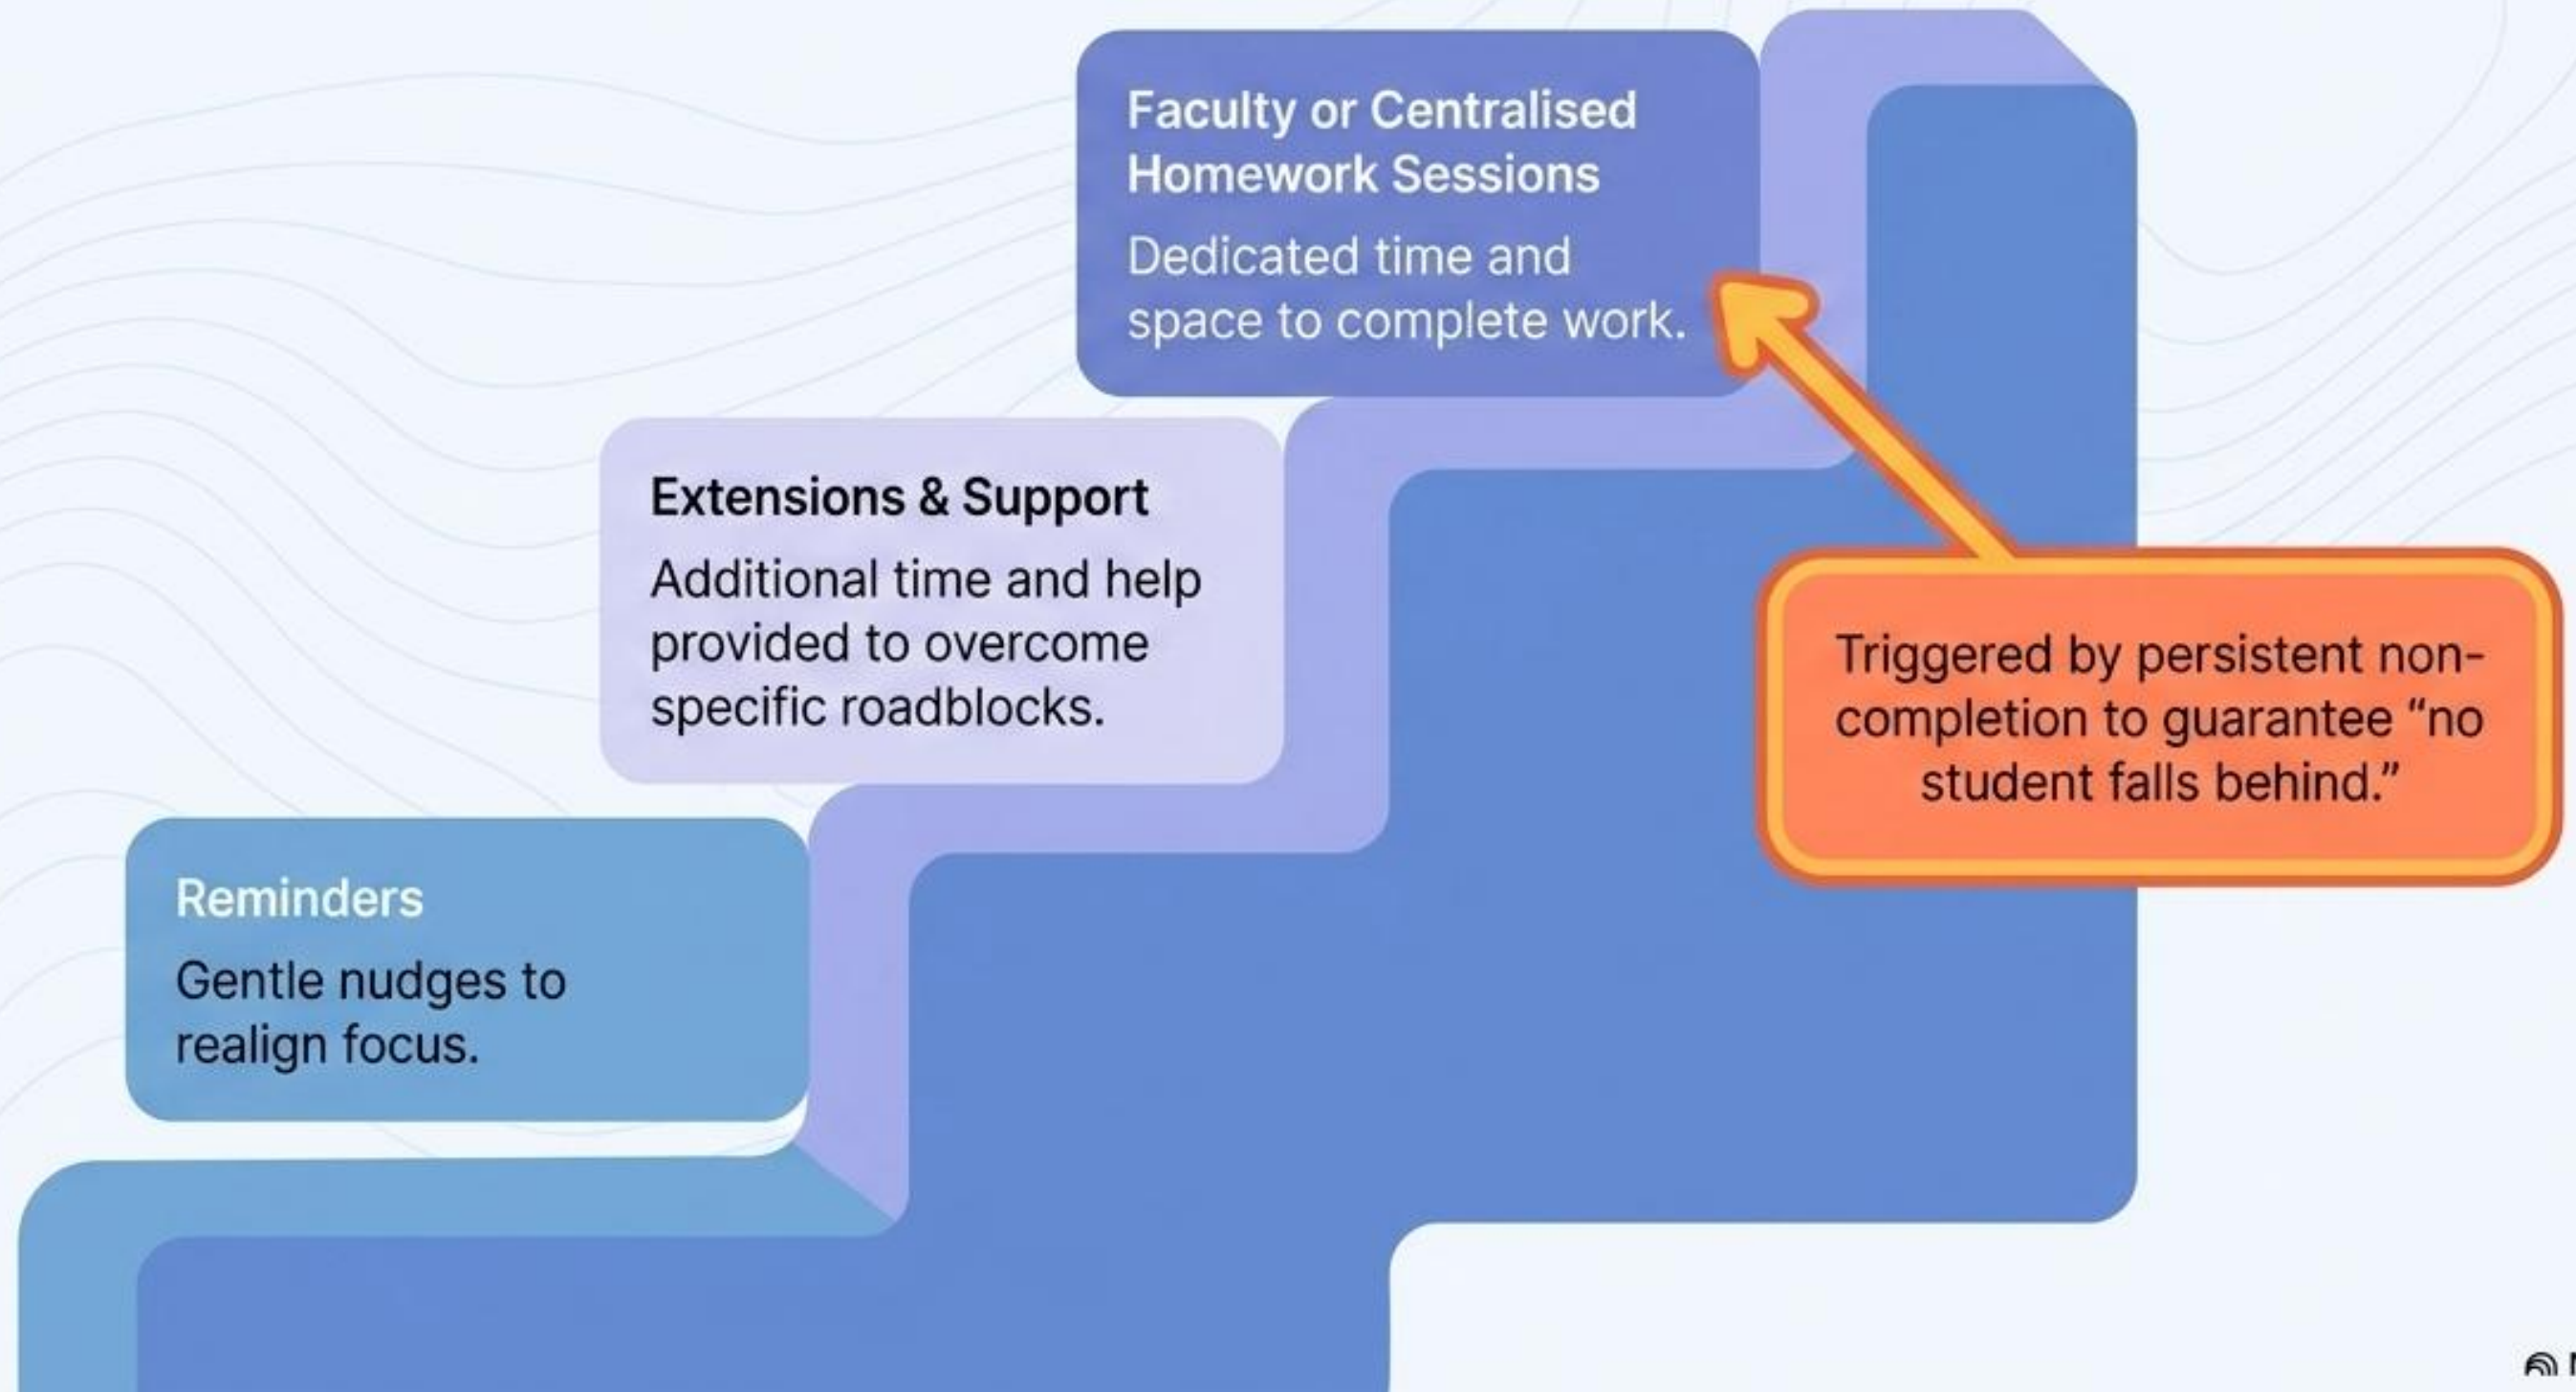 Faculty or Centralised
Homework Sessions
Dedicated time and
space to complete work.
Extensions & Support
Additional time and help
provided to overcome
specific roadblocks.
Triggered by persistent non-
completion to guarantee “no
student falls behind.”
Reminders
Gentle nudges to
realign focus.